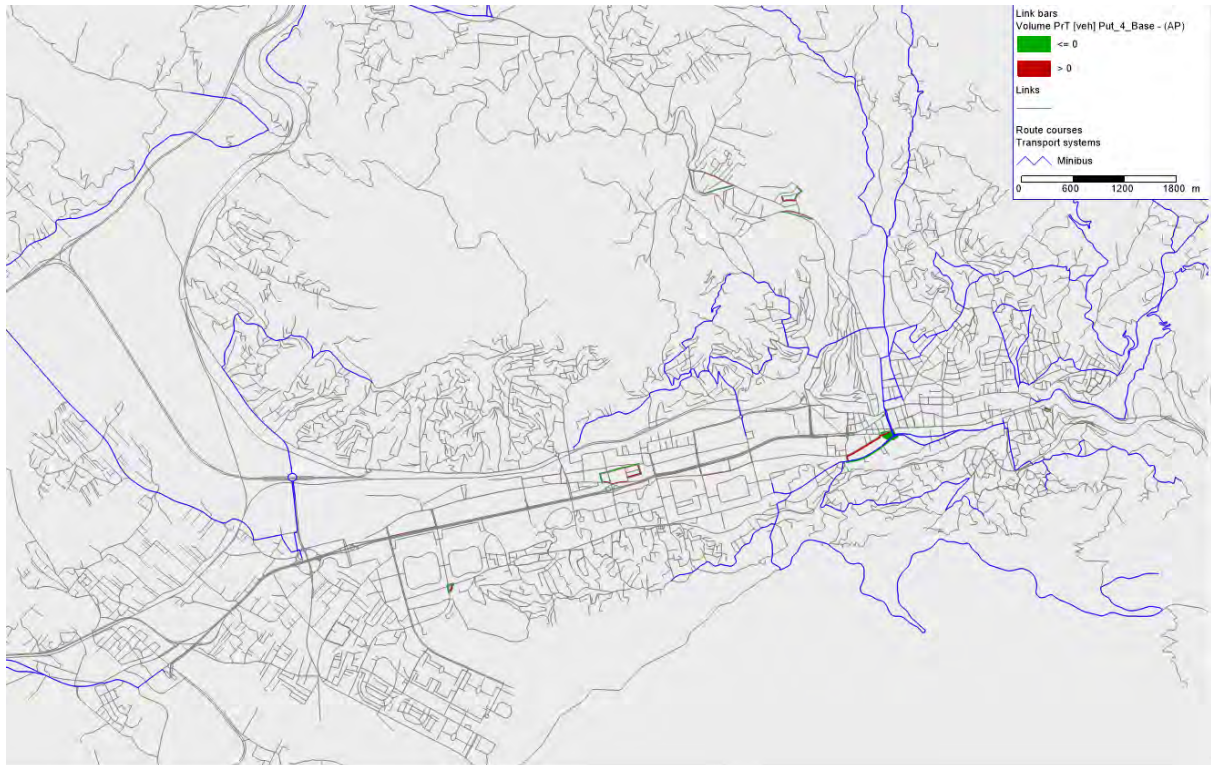 Link bars
Volume PrT [veh] Put_4_Base - (AP)
<= 0
> 0
Links
Route courses
Transport systems
Minibus
0 600 1200 1800 m